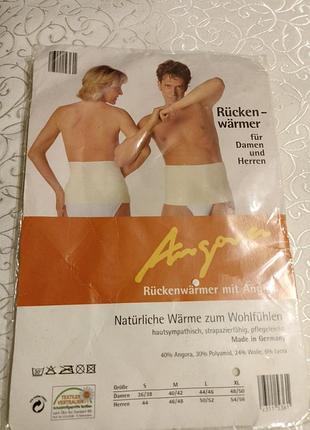 Rücken-
wärmer
für
Damen
und
Herren
Angora
Rückenwärmer mit Angora
Natürliche Wärme zum Wohlfühlen
hautsympathisch, strapazierfähig, pflegeleicht
Made in Germany
40% Angora, 30% Polyamid, 24% Wolle, 6% Lycra
Größe S M L XL
Damen 36/38 40/42 44/46 48/50
Herren 44 46/48 50/52 54/56
TEXTILES
VERTRAUEN